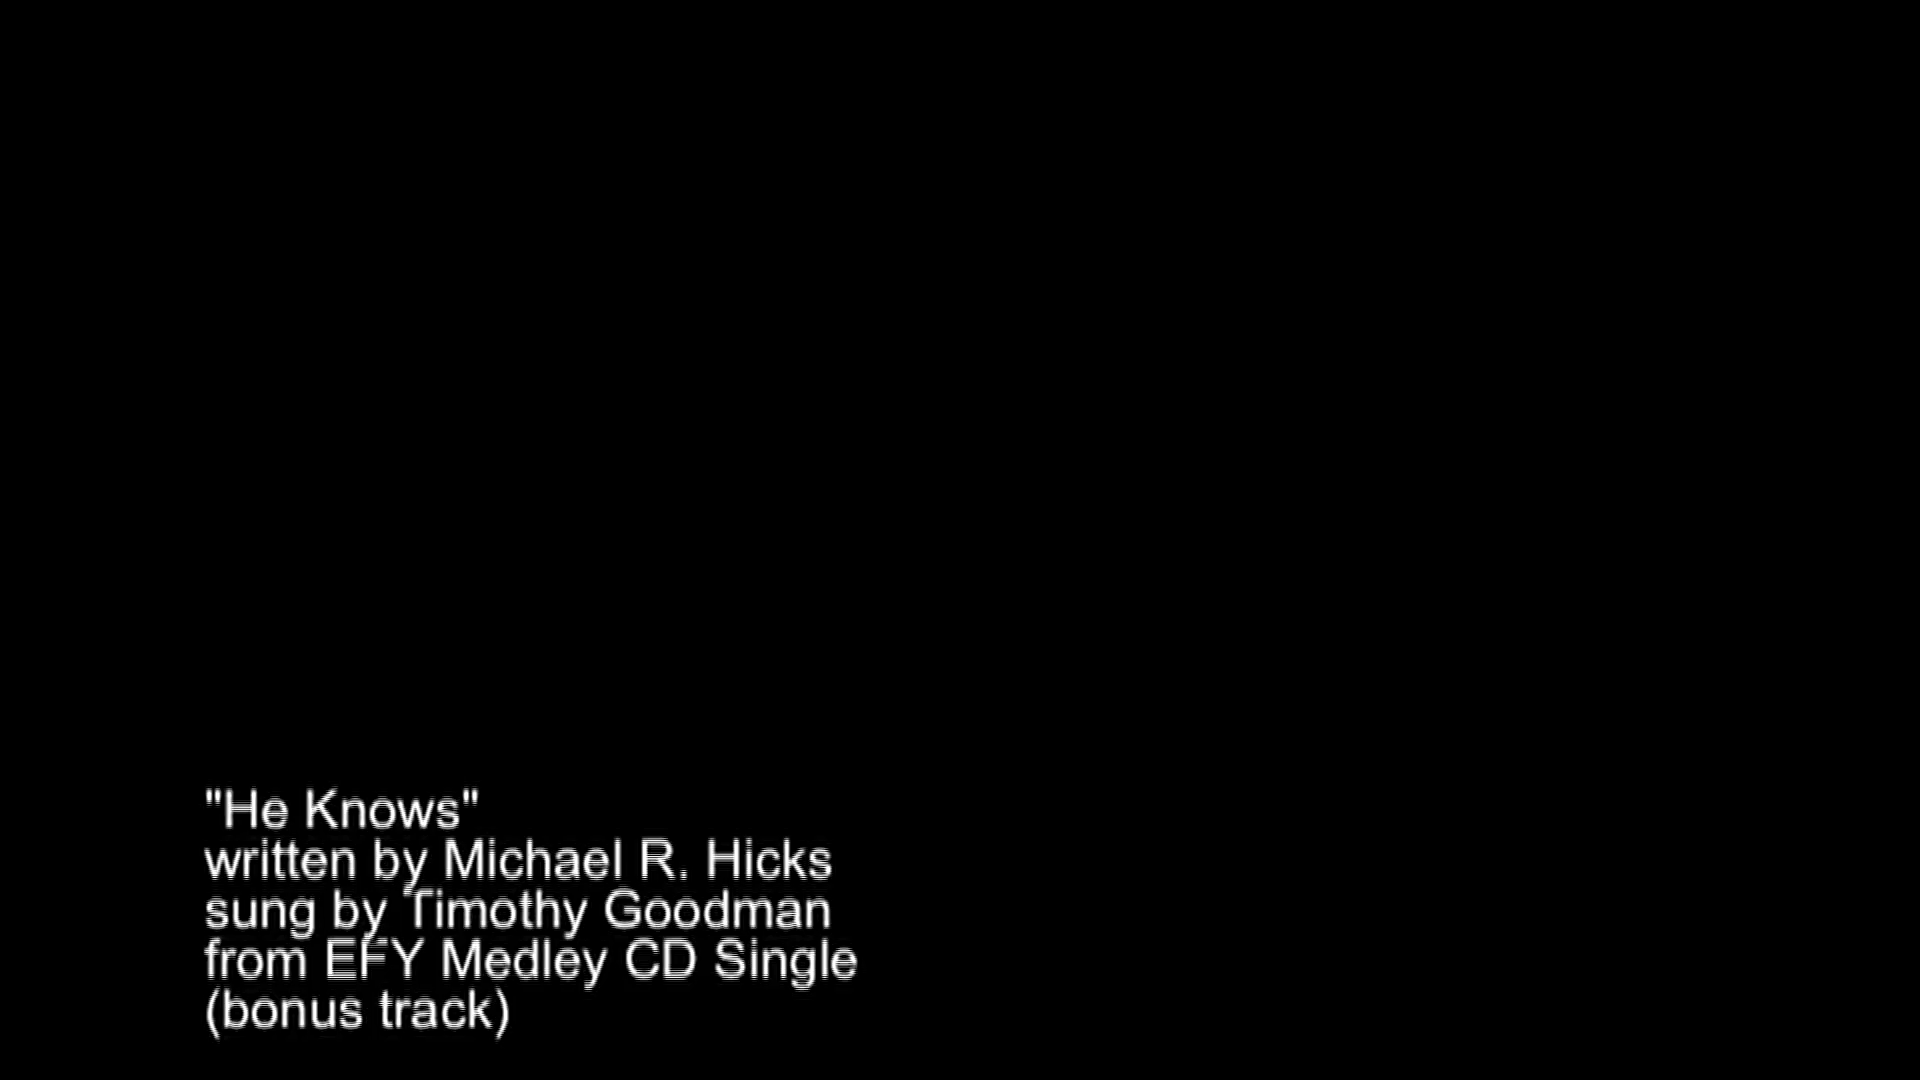 "He Knows"
written by Michael R. Hicks
sung by Timothy Goodman
from EFY Medley CD Single
(bonus track)